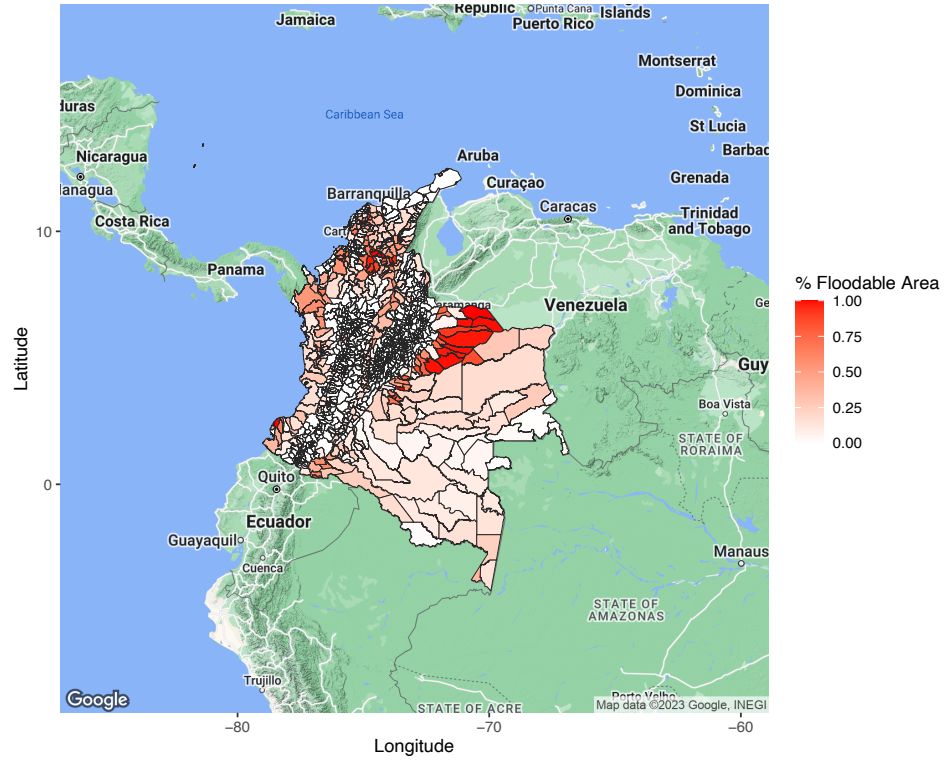 Republic
Punta Cana
Islands
Jamaica
Puerto Rico
Montserrat
Dominica
duras
Caribbean Sea
St Lucia
Nicaragua
Aruba
Barbad
anagua
Curaçao
Grenada
Barranquilla
Caracas
Trinidad
and Tobago
Costa Rica
10
Cart
Panama
% Floodable Area
1.00
0.75
0.50
0.25
0.00
aramanga
Venezuela
Ge
Guy
Latitude
Boa Vista
STATE OF
RORAIMA
0
Quito
Ecuador
Guayaquil
Cuenca
Manaus
STATE OF
AMAZONAS
Trujillo
Porto Velho
Google
STATE OF ACRE
Map data ©2023 Google, INEGI
−80
−70
−60
Longitude